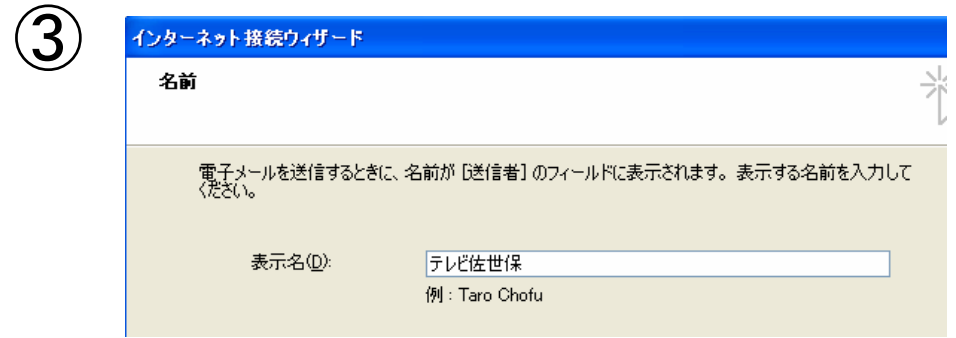 ③
インターネット接続ウィザード
名前
電子メールを送信するときに、名前が [送信者] のフィールドに表示されます。表示する名前を入力して
ください。
表示名(D): テレビ佐世保
例 : Taro Chofu